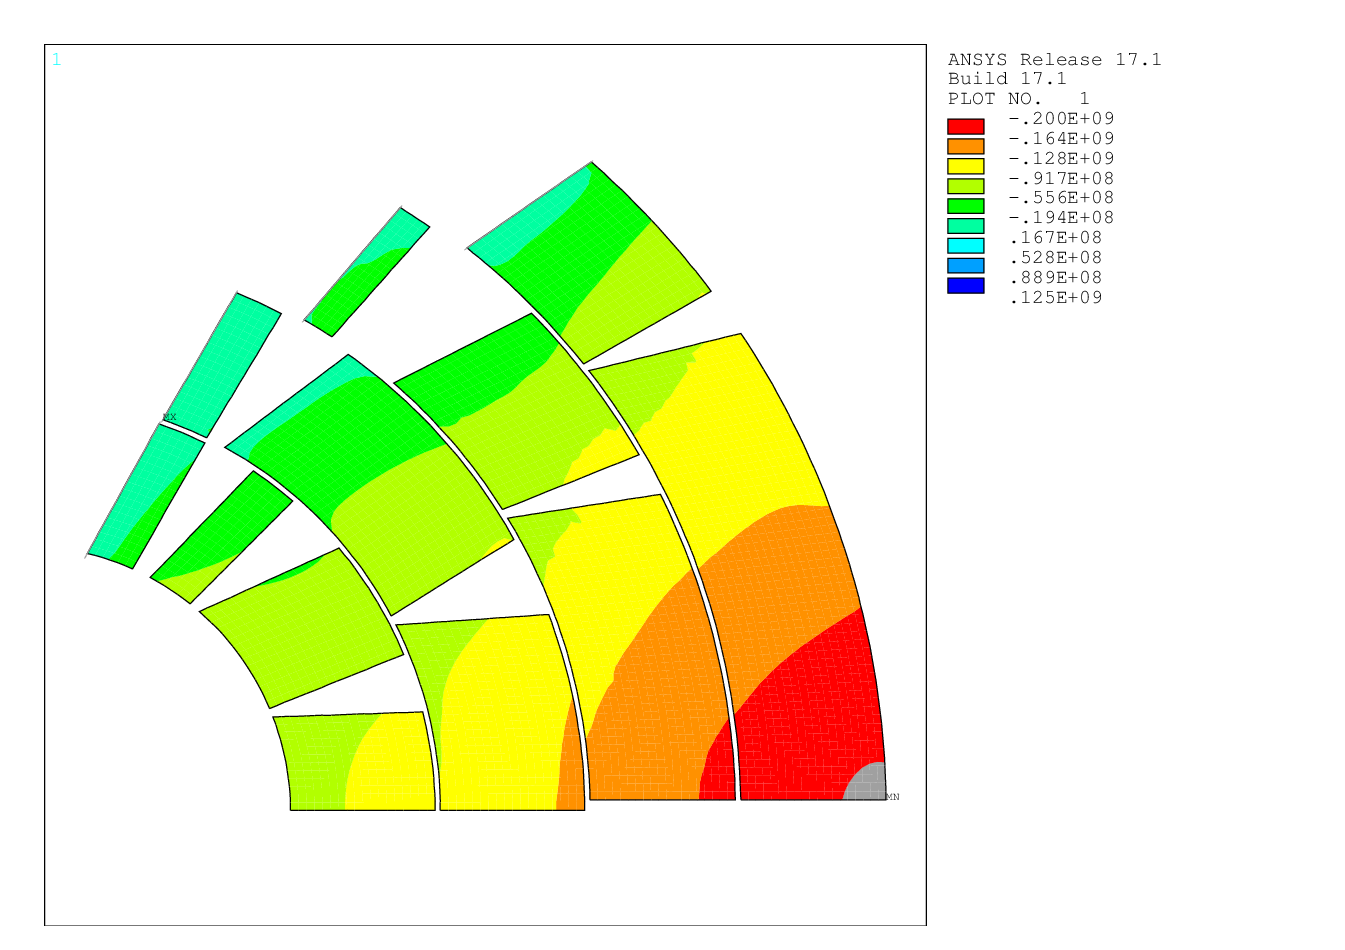 1
ANSYS Release 17.1
Build 17.1
PLOT NO. 1
-.200E+09
-.164E+09
-.128E+09
-.917E+08
-.556E+08
-.194E+08
.167E+08
.528E+08
.889E+08
.125E+09
MX
MN